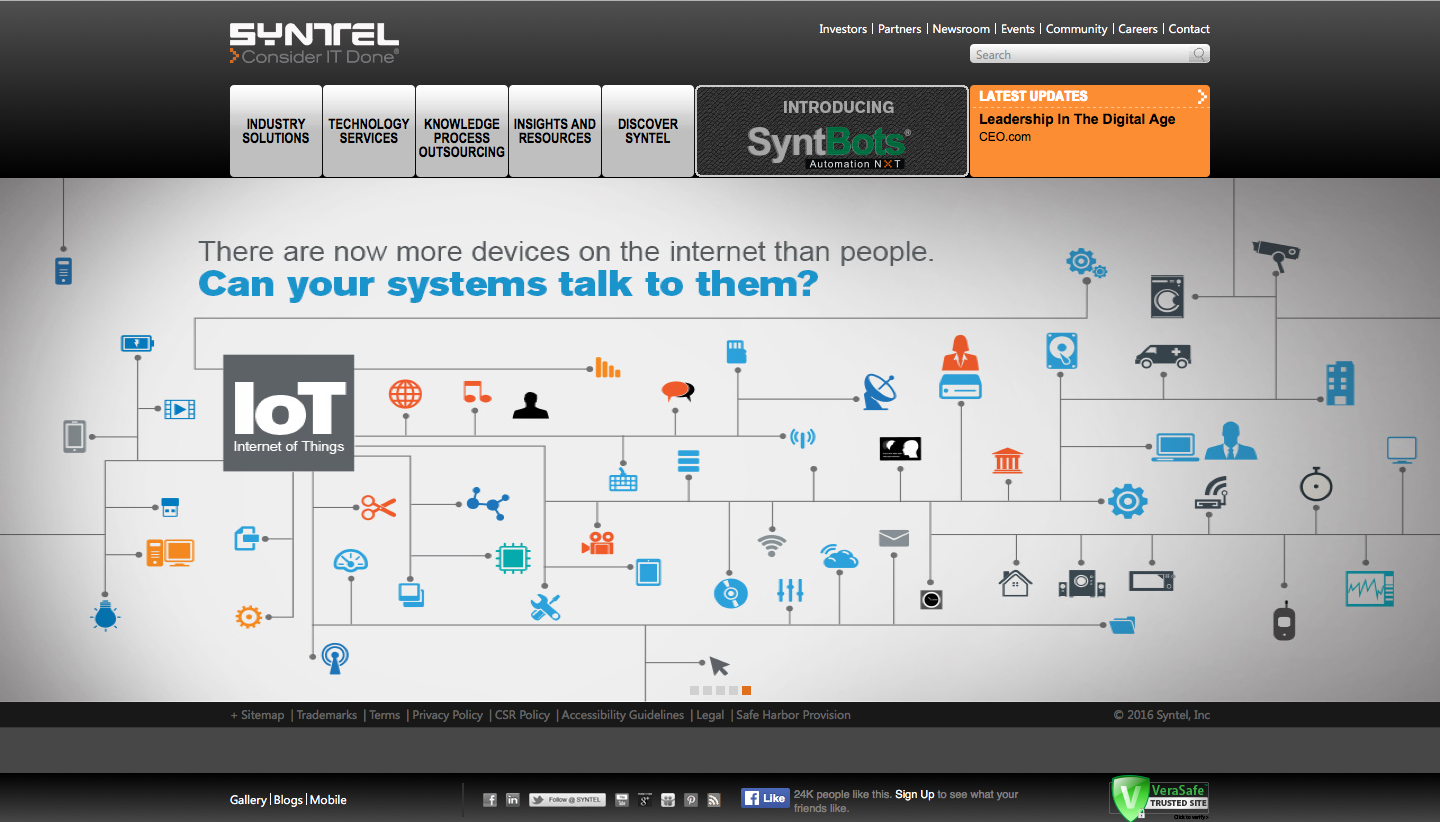 SYNTEL
Consider IT Done®
Investors | Partners | Newsroom | Events | Community | Careers | Contact
Search
INDUSTRY
SOLUTIONS
TECHNOLOGY
SERVICES
KNOWLEDGE
PROCESS
OUTSOURCING
INSIGHTS AND
RESOURCES
DISCOVER
SYNTEL
INTRODUCING
SyntBots®
Automation NXT
LATEST UPDATES
Leadership In The Digital Age
CEO.com
There are now more devices on the internet than people.
Can your systems talk to them?
IoT
Internet of Things
+ Sitemap | Trademarks | Terms | Privacy Policy | CSR Policy | Accessibility Guidelines | Legal | Safe Harbor Provision
© 2016 Syntel, Inc
Gallery | Blogs | Mobile
Follow @ SYNTEL
Like
24K people like this. Sign Up to see what your
friends like.
VeraSafe
TRUSTED SITE
Click to verify >